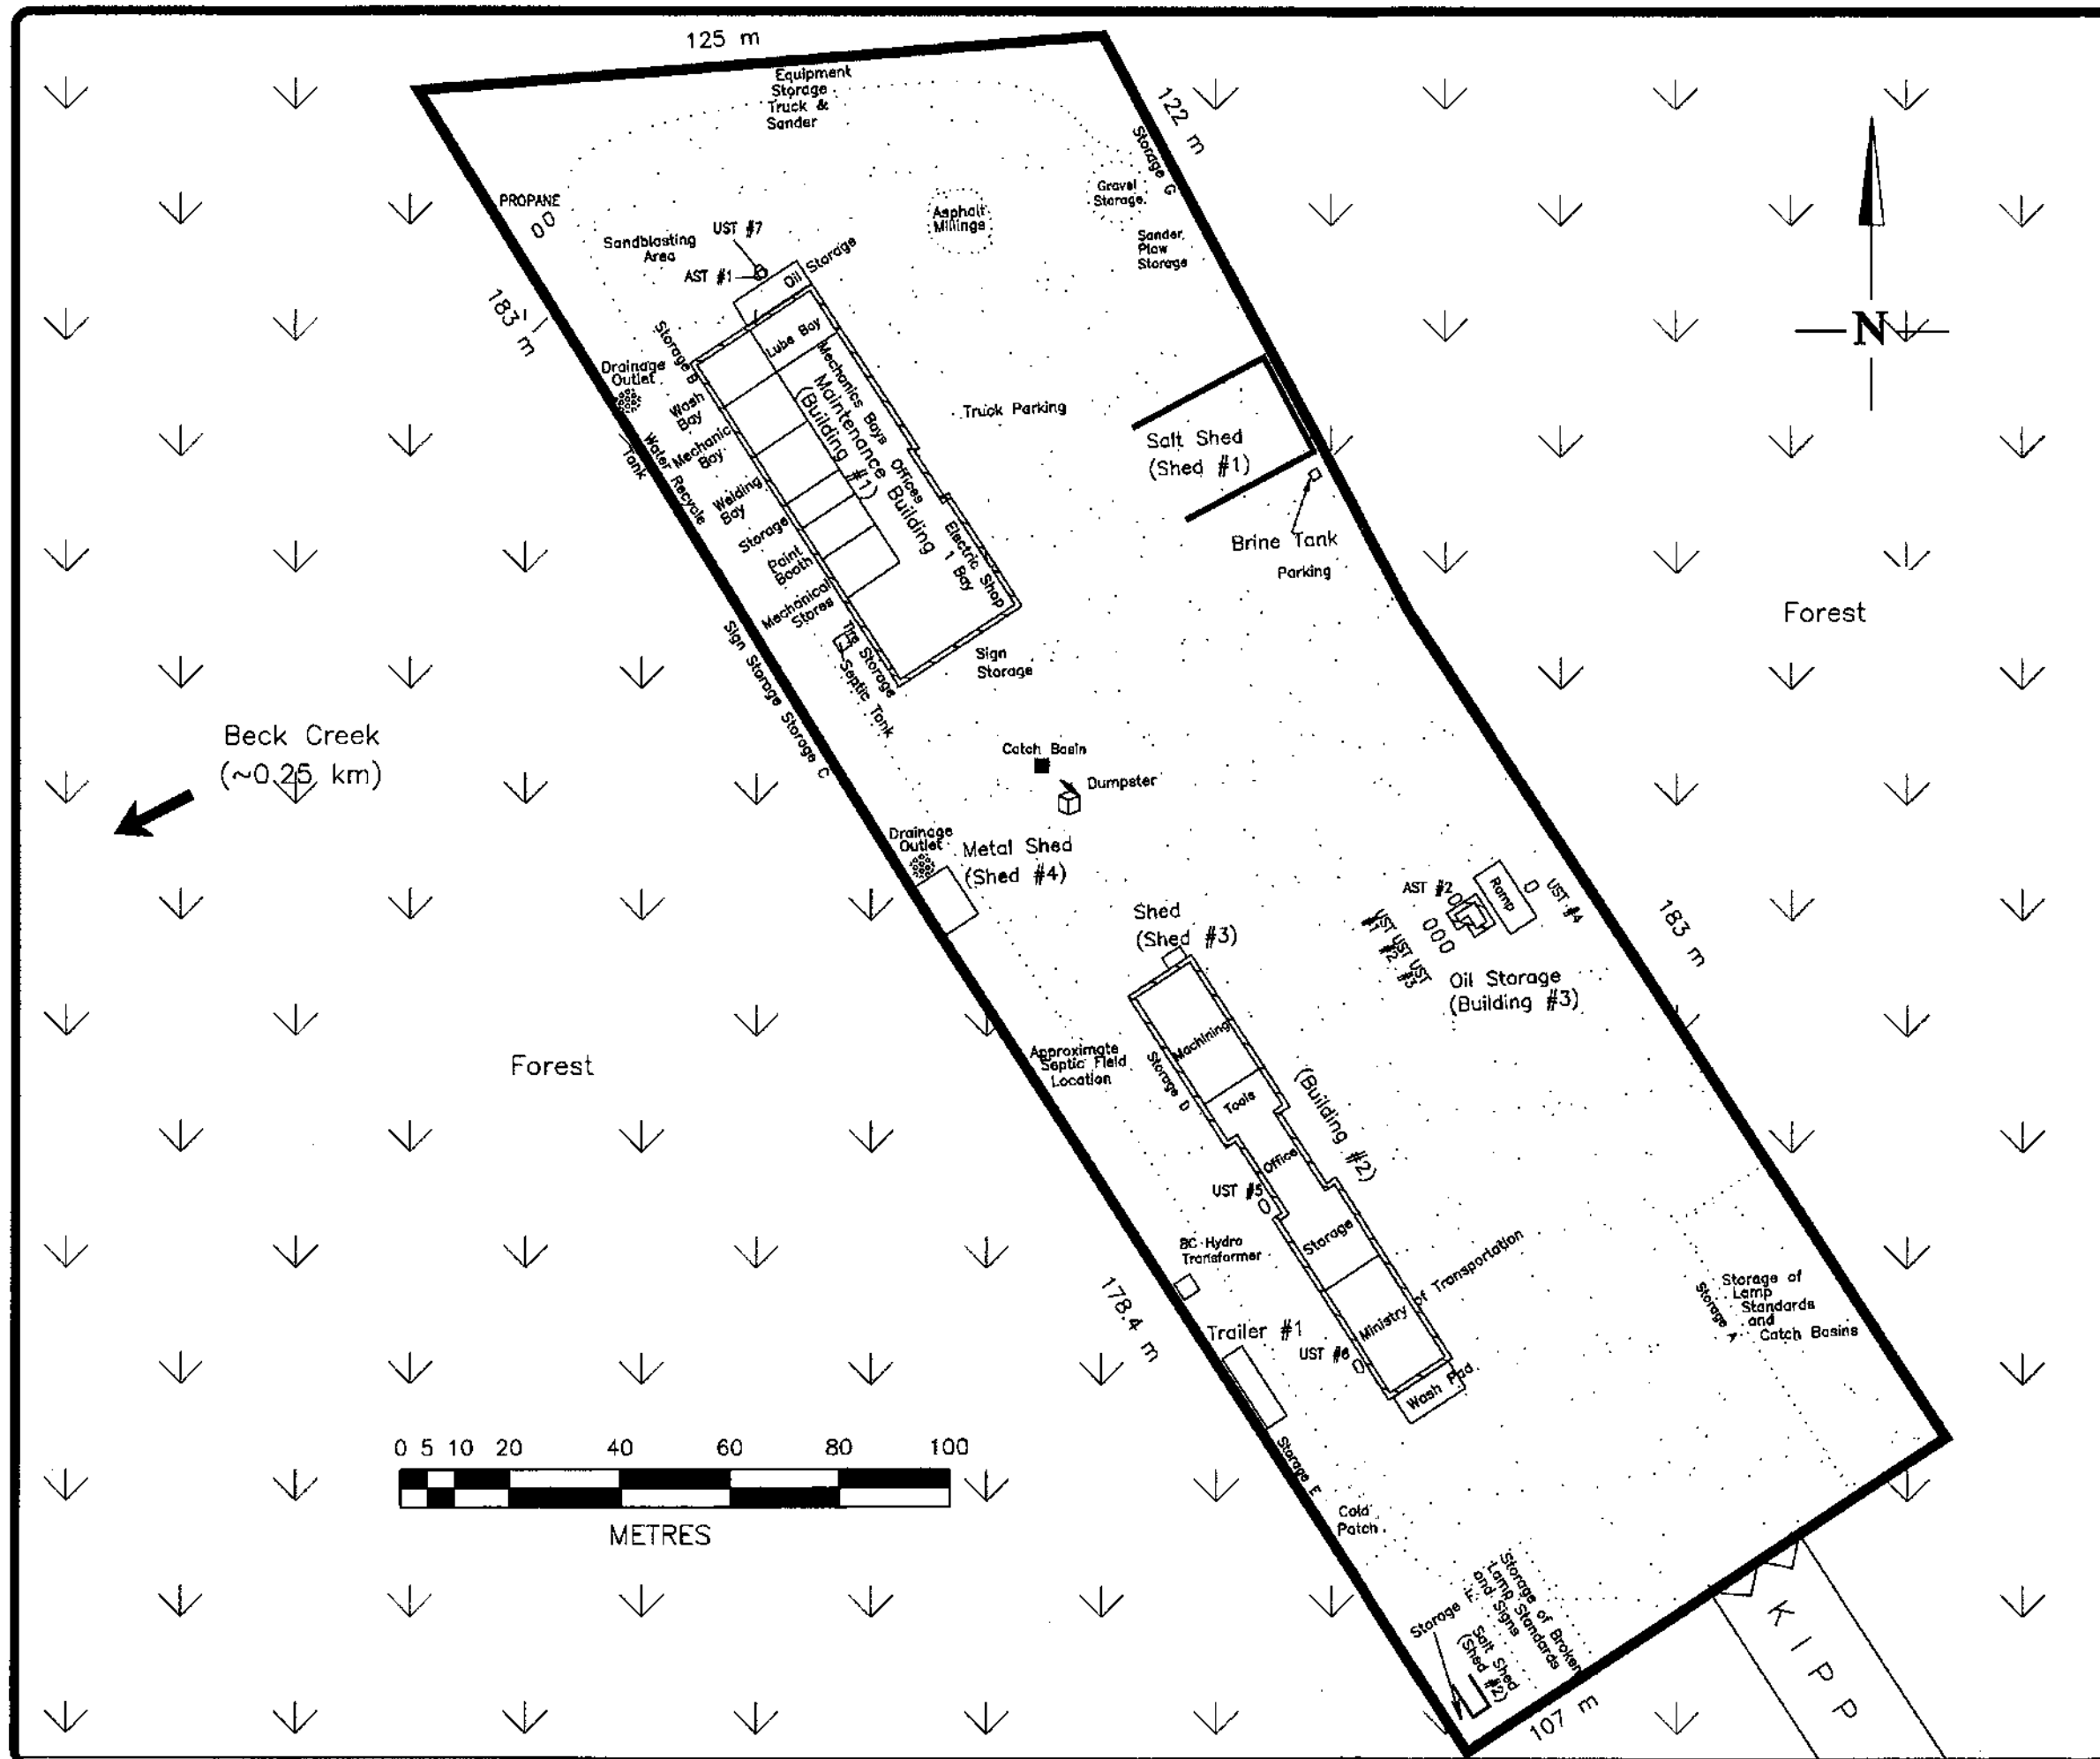 125 m
Equipment
Storage
Truck &
Sander
122 m
Storage G
Gravel
Storage
PROPANE
Asphalt
Millings
Sander
Plow
Storage
Sandblasting
Area
UST #7
AST #1
Oil Storage
N
183 m
Storage B
Lube Bay
Mechanics Bays
Offices
Maintenance Building
(Building #1)
Electric Shop
1 Bay
Drainage
Outlet
Wash
Bay
Water Recycle
Tank
Mechanic
Bay
Welding
Bay
Storage
Paint
Booth
Mechanical
Stores
Tire Storage
Septic Tank
Sign Storage
Storage C
Sign
Storage
Truck Parking
Salt Shed
(Shed #1)
Brine Tank
Parking
Forest
Beck Creek
(~0.25 km)
Catch Basin
Dumpster
Drainage
Outlet
Metal Shed
(Shed #4)
Shed
(Shed #3)
AST #2
Ramp
UST #4
UST UST UST
#1 #2 #3
Oil Storage
(Building #3)
183 m
Forest
Approximate
Septic Field
Location
Storage D
Machining
Tools
(Building #2)
Office
UST #5
Storage
BC Hydro
Transformer
Ministry of Transportation
178.4 m
Trailer #1
UST #6
Wash Pad
Storage of
Lamp
Standards
and
Catch Basins
Storage
0 5 10 20 40 60 80 100
METRES
Storage E
Cold
Patch
Storage of Broken
Lamp Standards
and Signs
Storage F
Salt Shed
(Shed #2)
107 m
KIPP